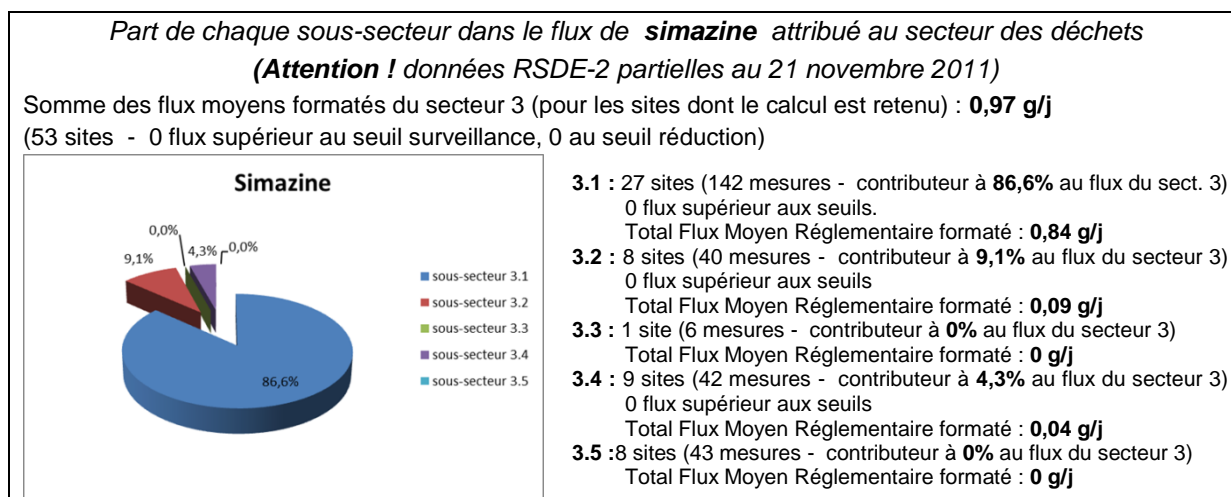 Part de chaque sous-secteur dans le flux de simazine attribué au secteur des déchets
(Attention ! données RSDE-2 partielles au 21 novembre 2011)
Somme des flux moyens formatés du secteur 3 (pour les sites dont le calcul est retenu) : 0,97 g/j
(53 sites - 0 flux supérieur au seuil surveillance, 0 au seuil réduction)
Simazine
0,0%
4,3%
0,0%
9,1%
86,6%
sous-secteur 3.1
sous-secteur 3.2
sous-secteur 3.3
sous-secteur 3.4
sous-secteur 3.5
3.1 : 27 sites (142 mesures - contributeur à 86,6% au flux du sect. 3)
0 flux supérieur aux seuils.
Total Flux Moyen Réglementaire formaté : 0,84 g/j
3.2 : 8 sites (40 mesures - contributeur à 9,1% au flux du secteur 3)
0 flux supérieur aux seuils
Total Flux Moyen Réglementaire formaté : 0,09 g/j
3.3 : 1 site (6 mesures - contributeur à 0% au flux du secteur 3)
Total Flux Moyen Réglementaire formaté : 0 g/j
3.4 : 9 sites (42 mesures - contributeur à 4,3% au flux du secteur 3)
0 flux supérieur aux seuils
Total Flux Moyen Réglementaire formaté : 0,04 g/j
3.5 :8 sites (43 mesures - contributeur à 0% au flux du secteur 3)
Total Flux Moyen Réglementaire formaté : 0 g/j